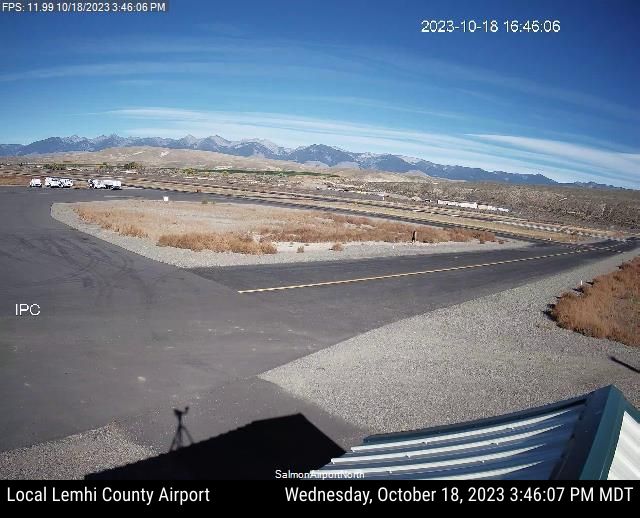 FPS: 11.99 10/18/2023 3:46:06 PM
2023-10-18 16:46:06
IPC
SalmonAirportNorth
Local Lemhi County Airport
Wednesday, October 18, 2023 3:46:07 PM MDT